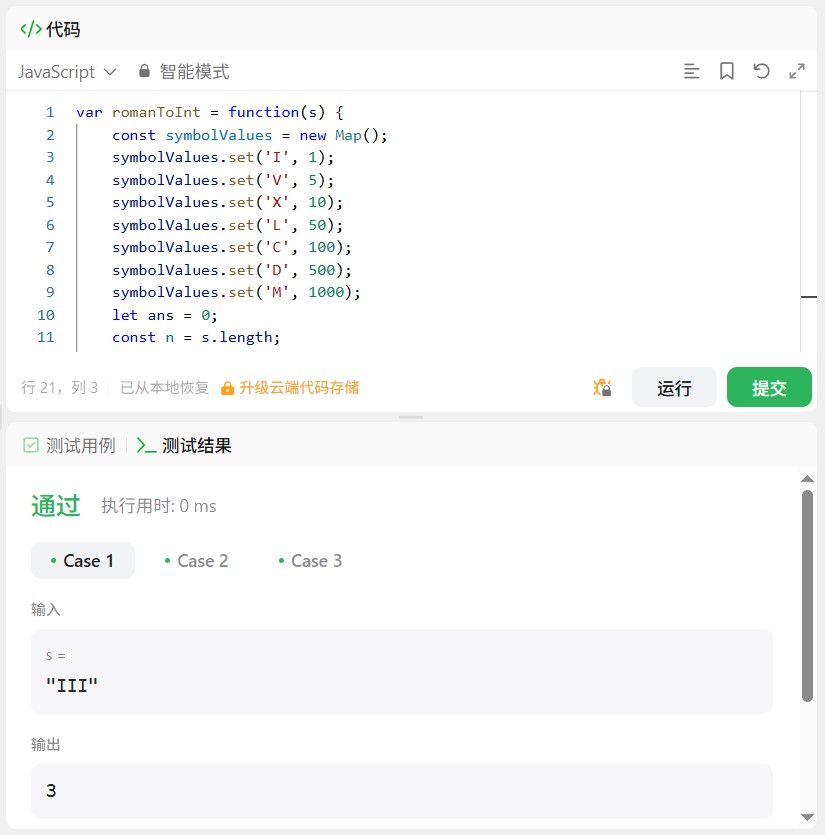 </> 代码
JavaScript 智能模式
1 var romanToInt = function(s) {
2 const symbolValues = new Map();
3 symbolValues.set('I', 1);
4 symbolValues.set('V', 5);
5 symbolValues.set('X', 10);
6 symbolValues.set('L', 50);
7 symbolValues.set('C', 100);
8 symbolValues.set('D', 500);
9 symbolValues.set('M', 1000);
10 let ans = 0;
11 const n = s.length;
行 21，列 3 已从本地恢复 升级云端代码存储 运行 提交
测试用例 测试结果
通过 执行用时: 0 ms
Case 1 Case 2 Case 3
输入
s =
"III"
输出
3